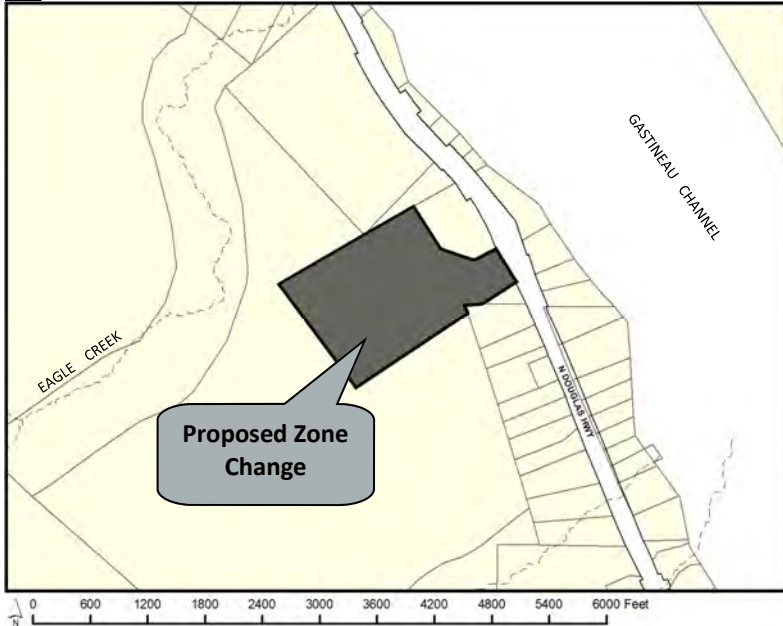 GASTINEAU CHANNEL
EAGLE CREEK
N DOUGLAS HWY
Proposed Zone
Change
0 600 1200 1800 2400 3000 3600 4200 4800 5400 6000 Feet
N